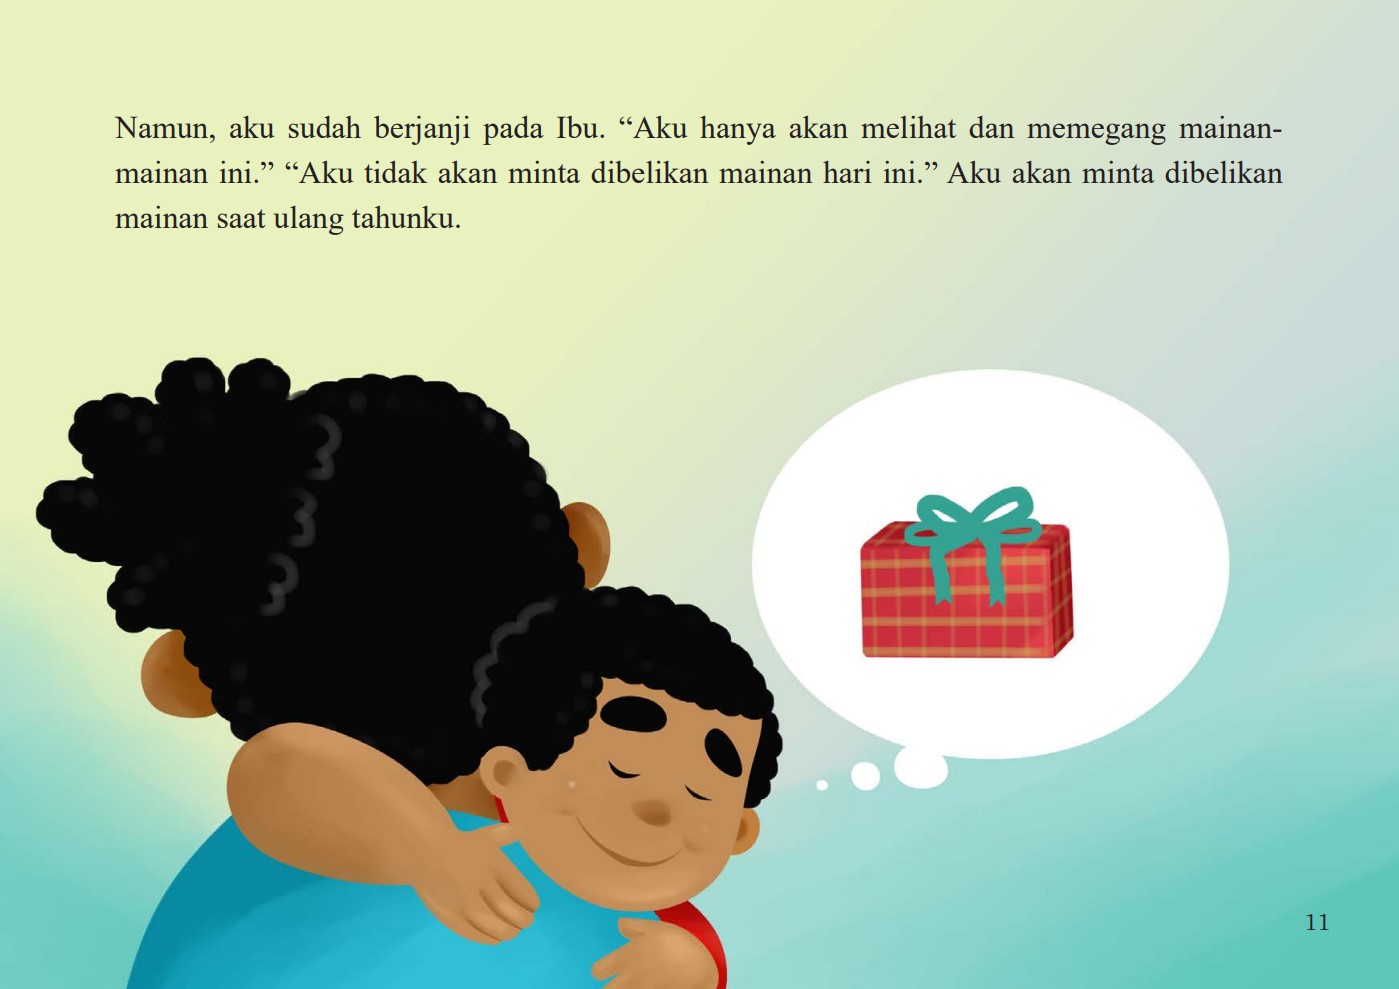 Namun, aku sudah berjanji pada Ibu. “Aku hanya akan melihat dan memegang mainan-
mainan ini.” “Aku tidak akan minta dibelikan mainan hari ini.” Aku akan minta dibelikan
mainan saat ulang tahunku.
11